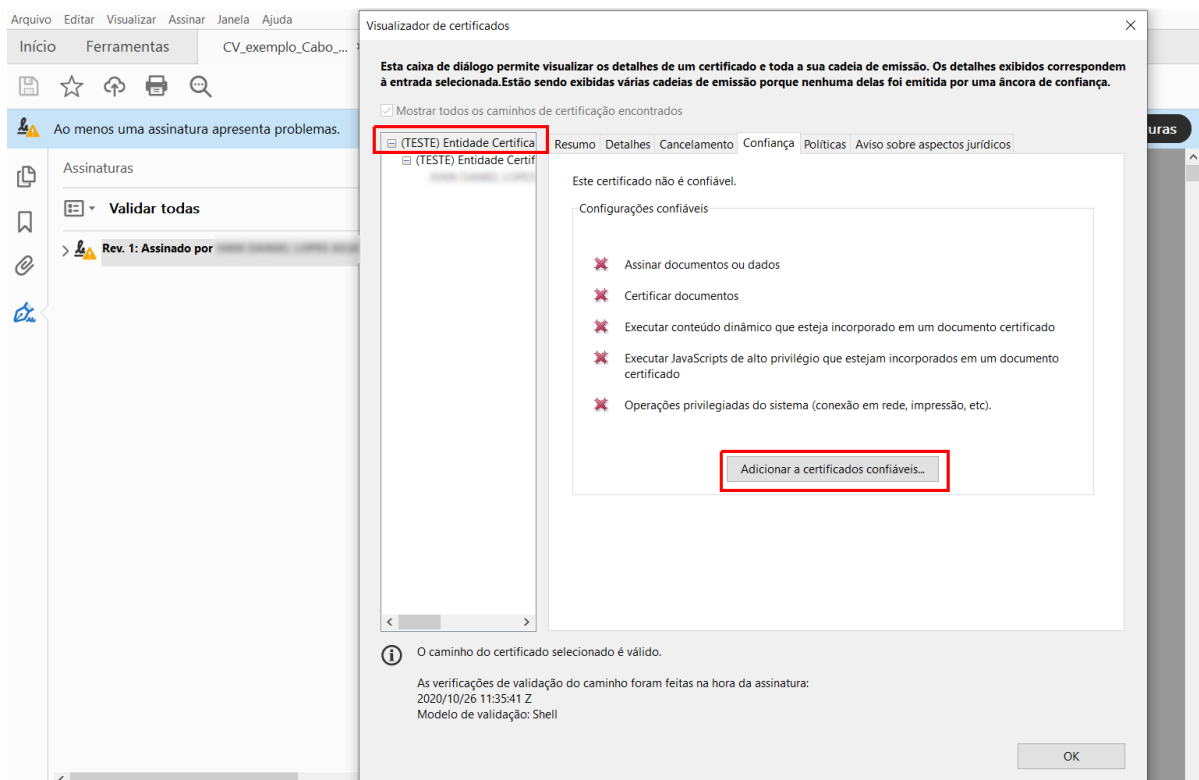 Arquivo Editar Visualizar Assinar Janela Ajuda
Início Ferramentas CV_exemplo_Cabo_...
Ao menos uma assinatura apresenta problemas.
uras
Assinaturas
Validar todas
Rev. 1: Assinado por
Visualizador de certificados
Esta caixa de diálogo permite visualizar os detalhes de um certificado e toda a sua cadeia de emissão. Os detalhes exibidos correspondem
à entrada selecionada.Estão sendo exibidas várias cadeias de emissão porque nenhuma delas foi emitida por uma âncora de confiança.
Mostrar todos os caminhos de certificação encontrados
(TESTE) Entidade Certifica
(TESTE) Entidade Certif
Resumo Detalhes Cancelamento Confiança Políticas Aviso sobre aspectos jurídicos
Este certificado não é confiável.
Configurações confiáveis
Assinar documentos ou dados
Certificar documentos
Executar conteúdo dinâmico que esteja incorporado em um documento certificado
Executar JavaScripts de alto privilégio que estejam incorporados em um documento
certificado
Operações privilegiadas do sistema (conexão em rede, impressão, etc).
Adicionar a certificados confiáveis...
O caminho do certificado selecionado é válido.
As verificações de validação do caminho foram feitas na hora da assinatura:
2020/10/26 11:35:41 Z
Modelo de validação: Shell
OK